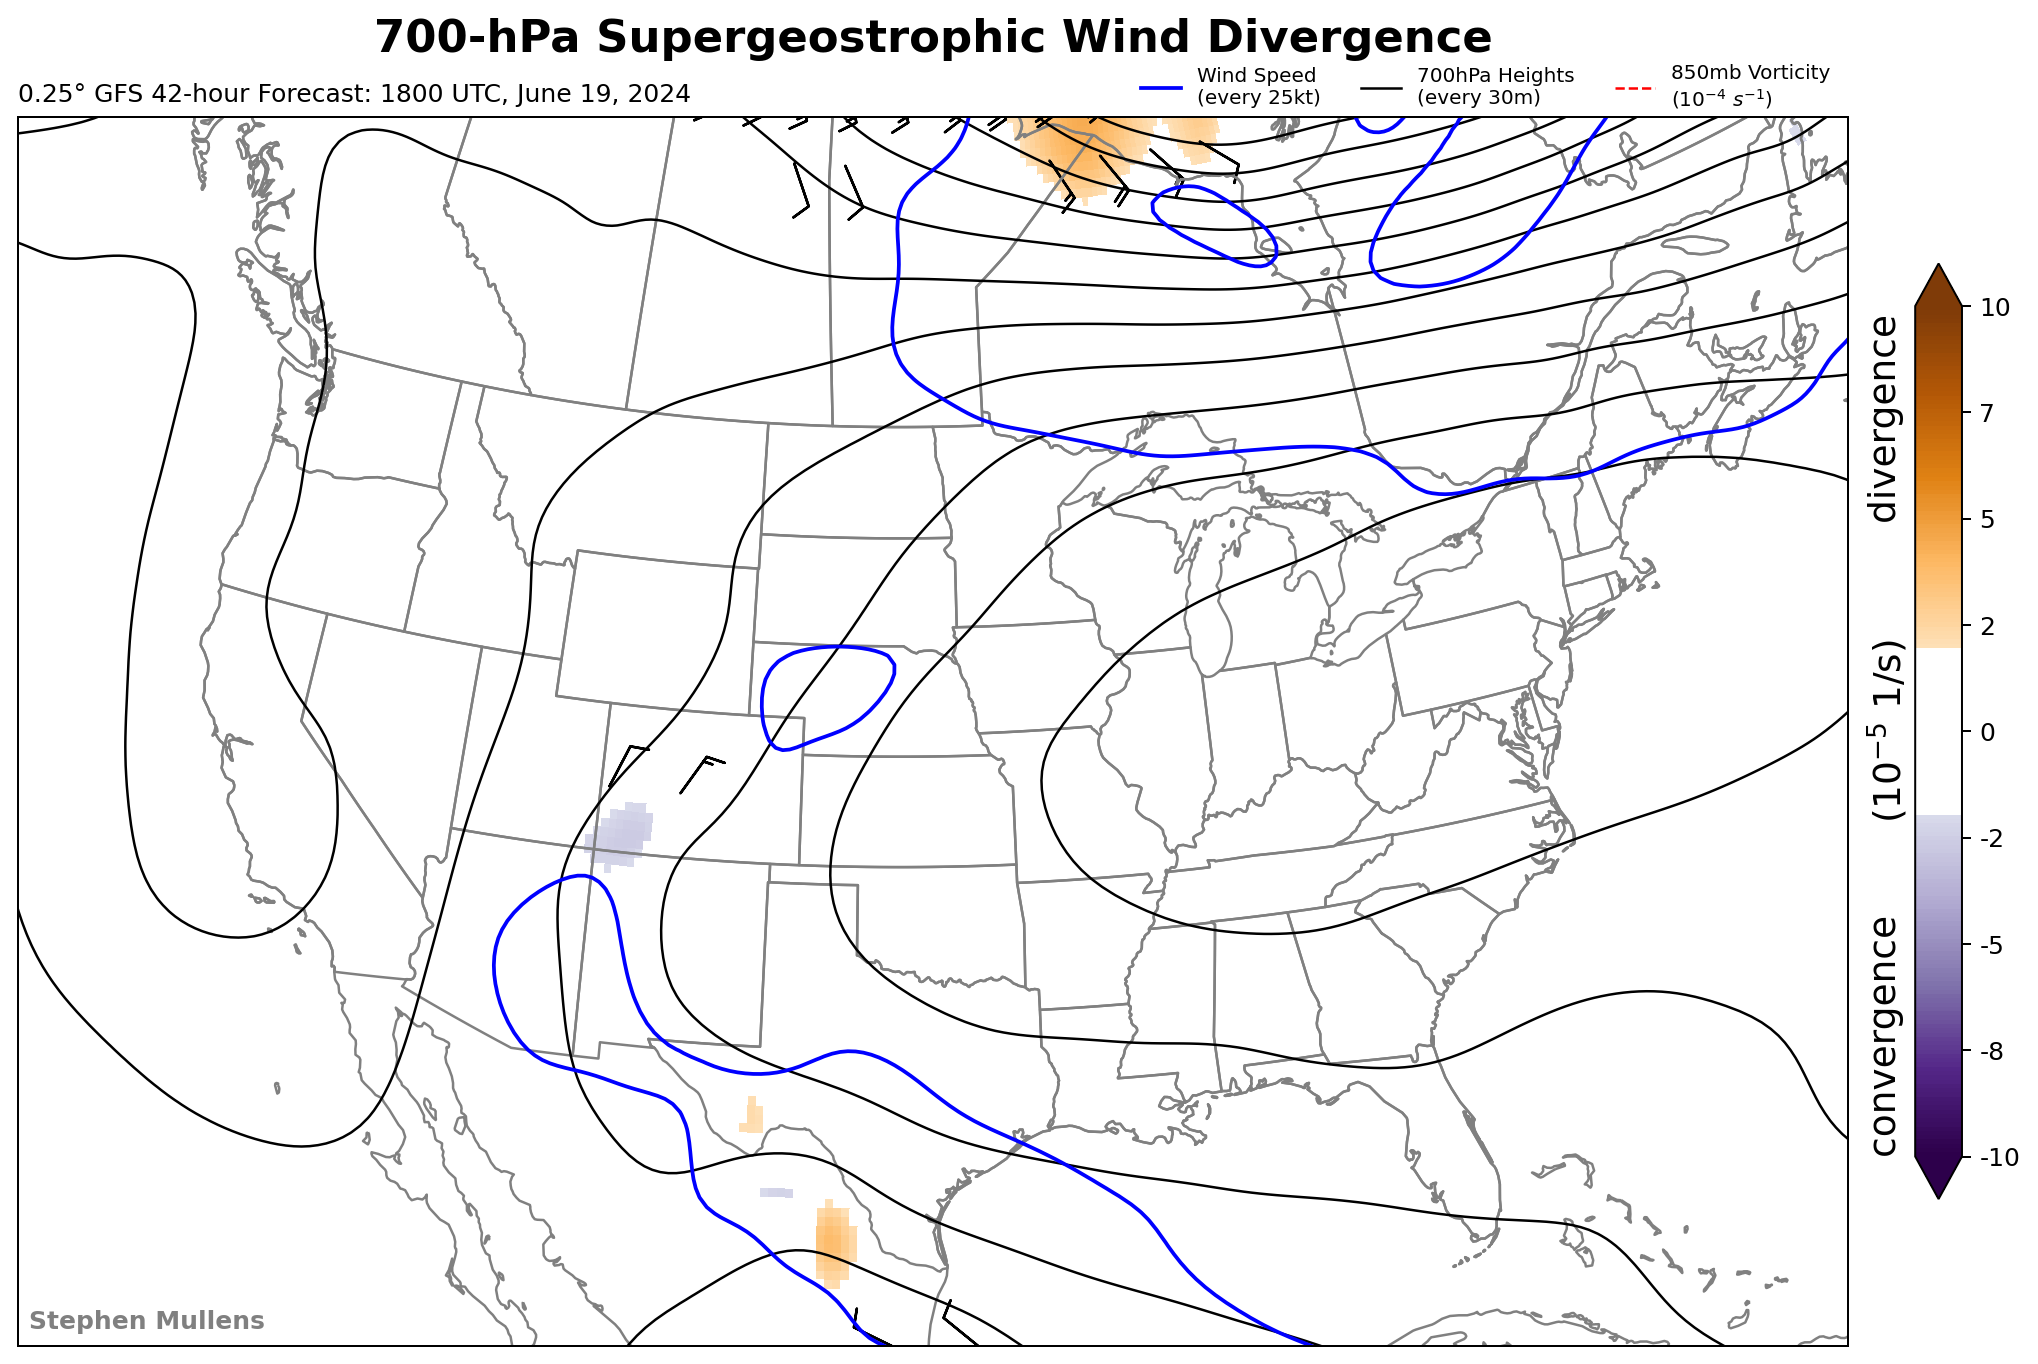 700-hPa Supergeostrophic Wind Divergence
0.25° GFS 42-hour Forecast: 1800 UTC, June 19, 2024
Wind Speed
(every 25kt)
700hPa Heights
(every 30m)
850mb Vorticity
(10⁻⁴ s⁻¹)
10
7
5
2
0
-2
-5
-8
-10
convergence (10⁻⁵ 1/s) divergence
Stephen Mullens